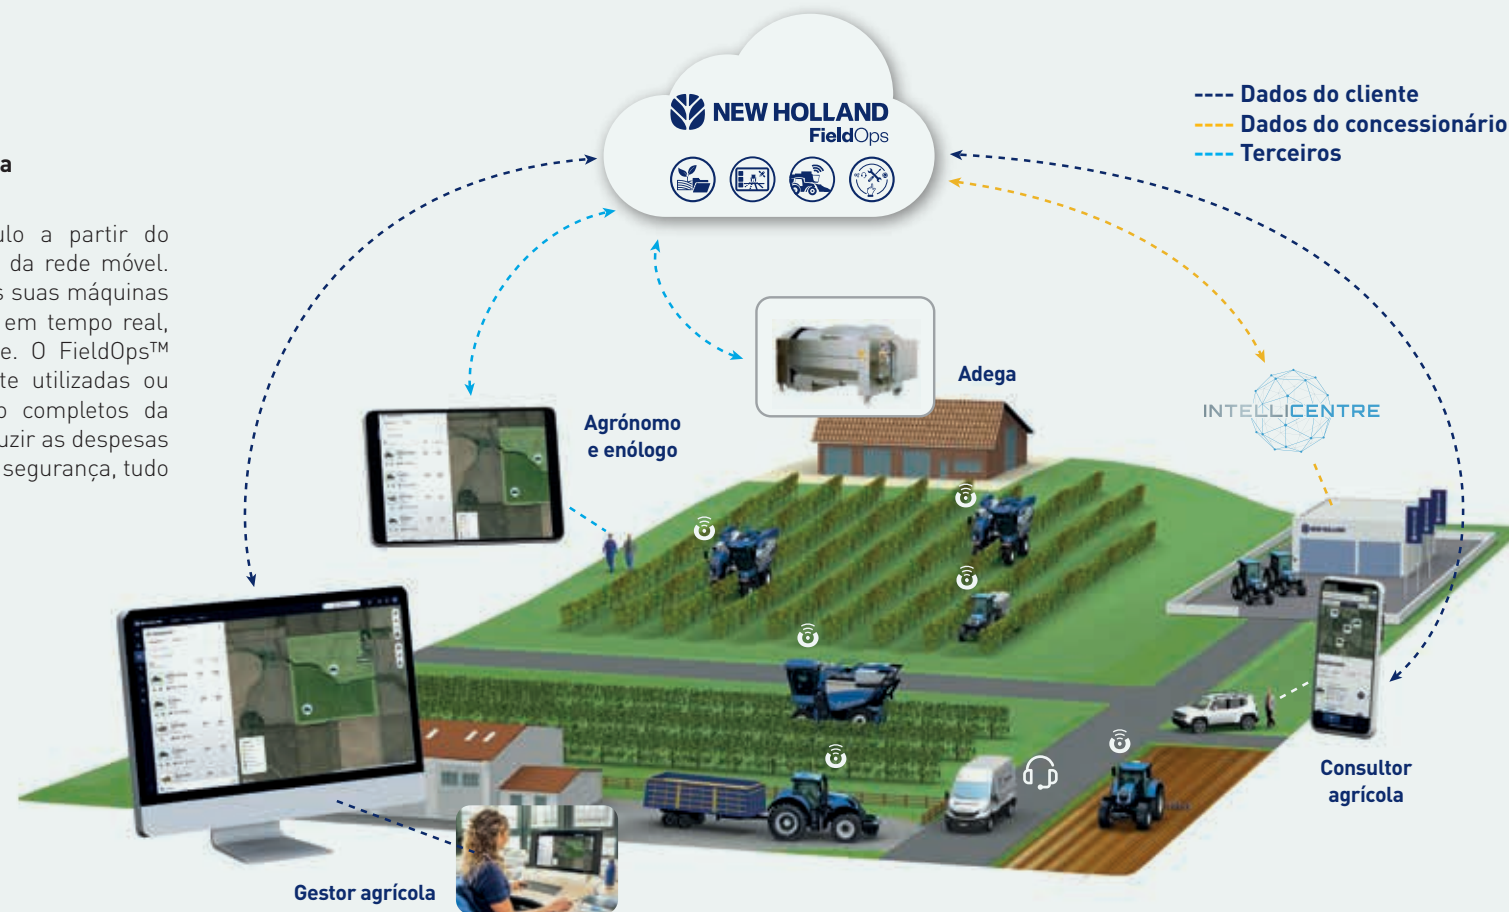 NEW HOLLAND
FieldOps
---- Dados do cliente
---- Dados do concessionário
---- Terceiros
a
ulo a partir do
da rede móvel.
s suas máquinas
em tempo real,
e. O FieldOps™
te utilizadas ou
o completos da
uzir as despesas
segurança, tudo
Adega
Agrónomo
e enólogo
INTELLICENTRE
NEW HOLLAND
Consultor
agrícola
Gestor agrícola